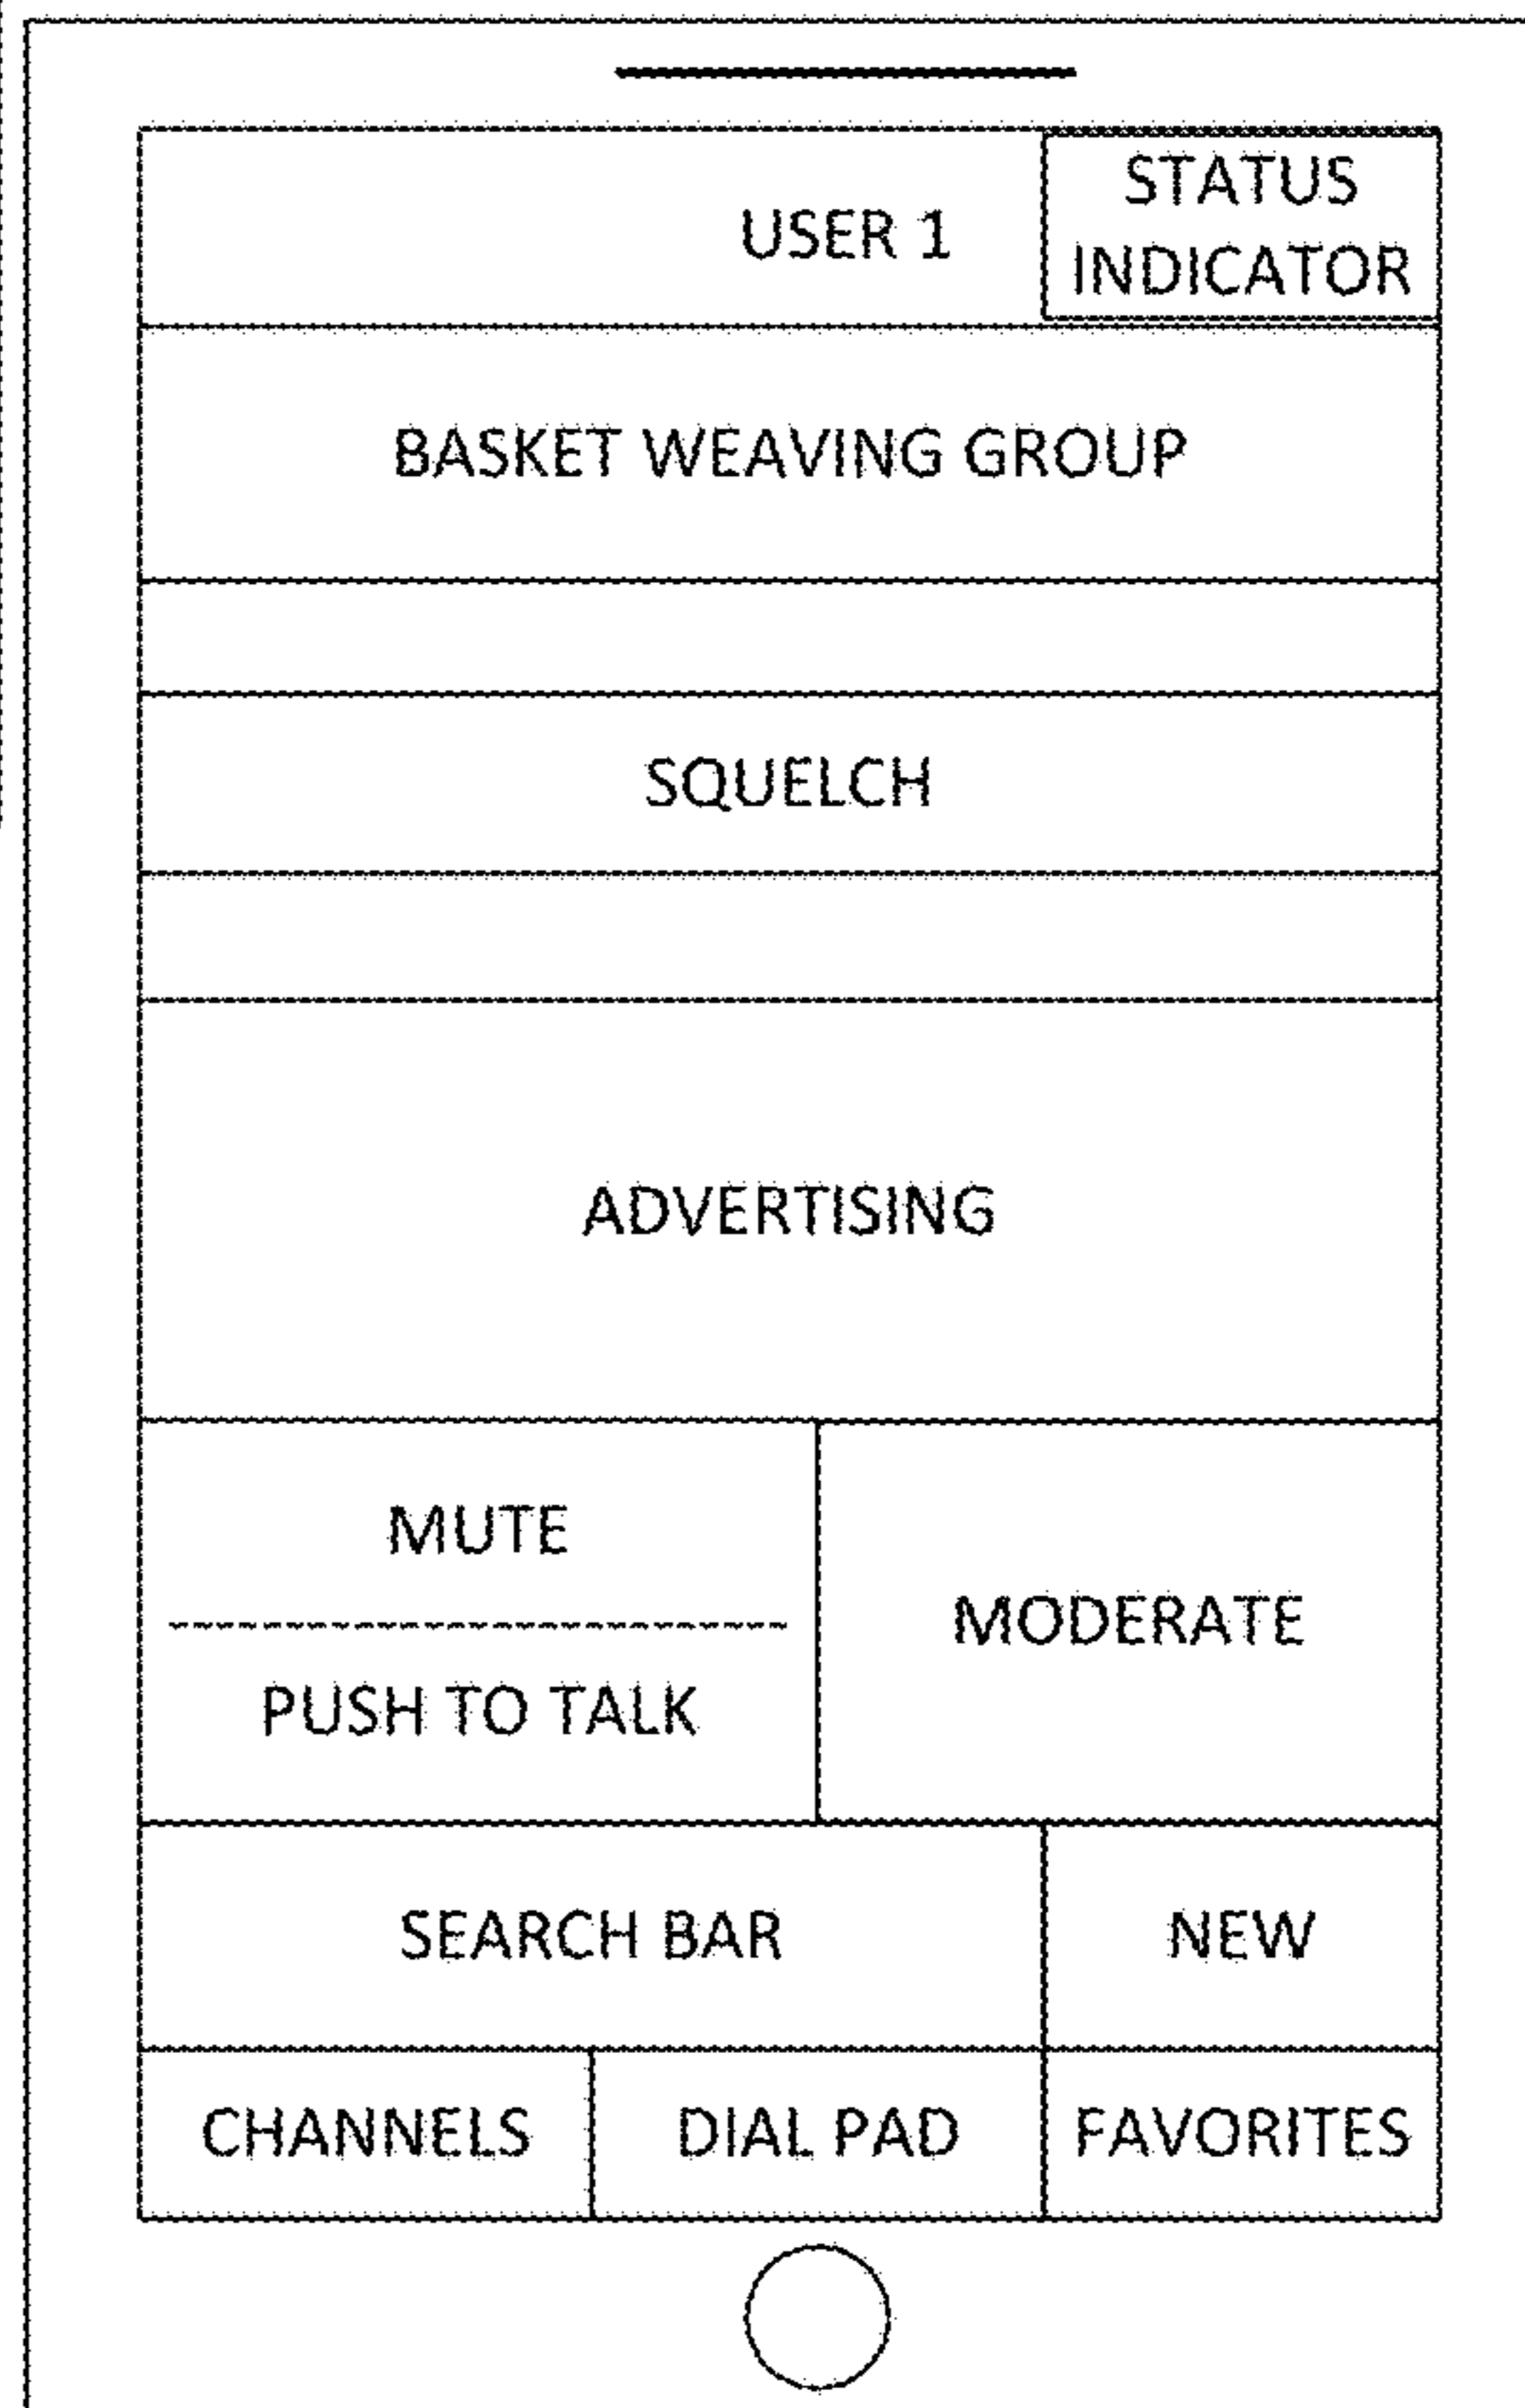 USER 1
STATUS
INDICATOR
BASKET WEAVING GROUP
SQUELCH
ADVERTISING
MUTE
PUSH TO TALK
MODERATE
SEARCH BAR
NEW
CHANNELS
DIAL PAD
FAVORITES